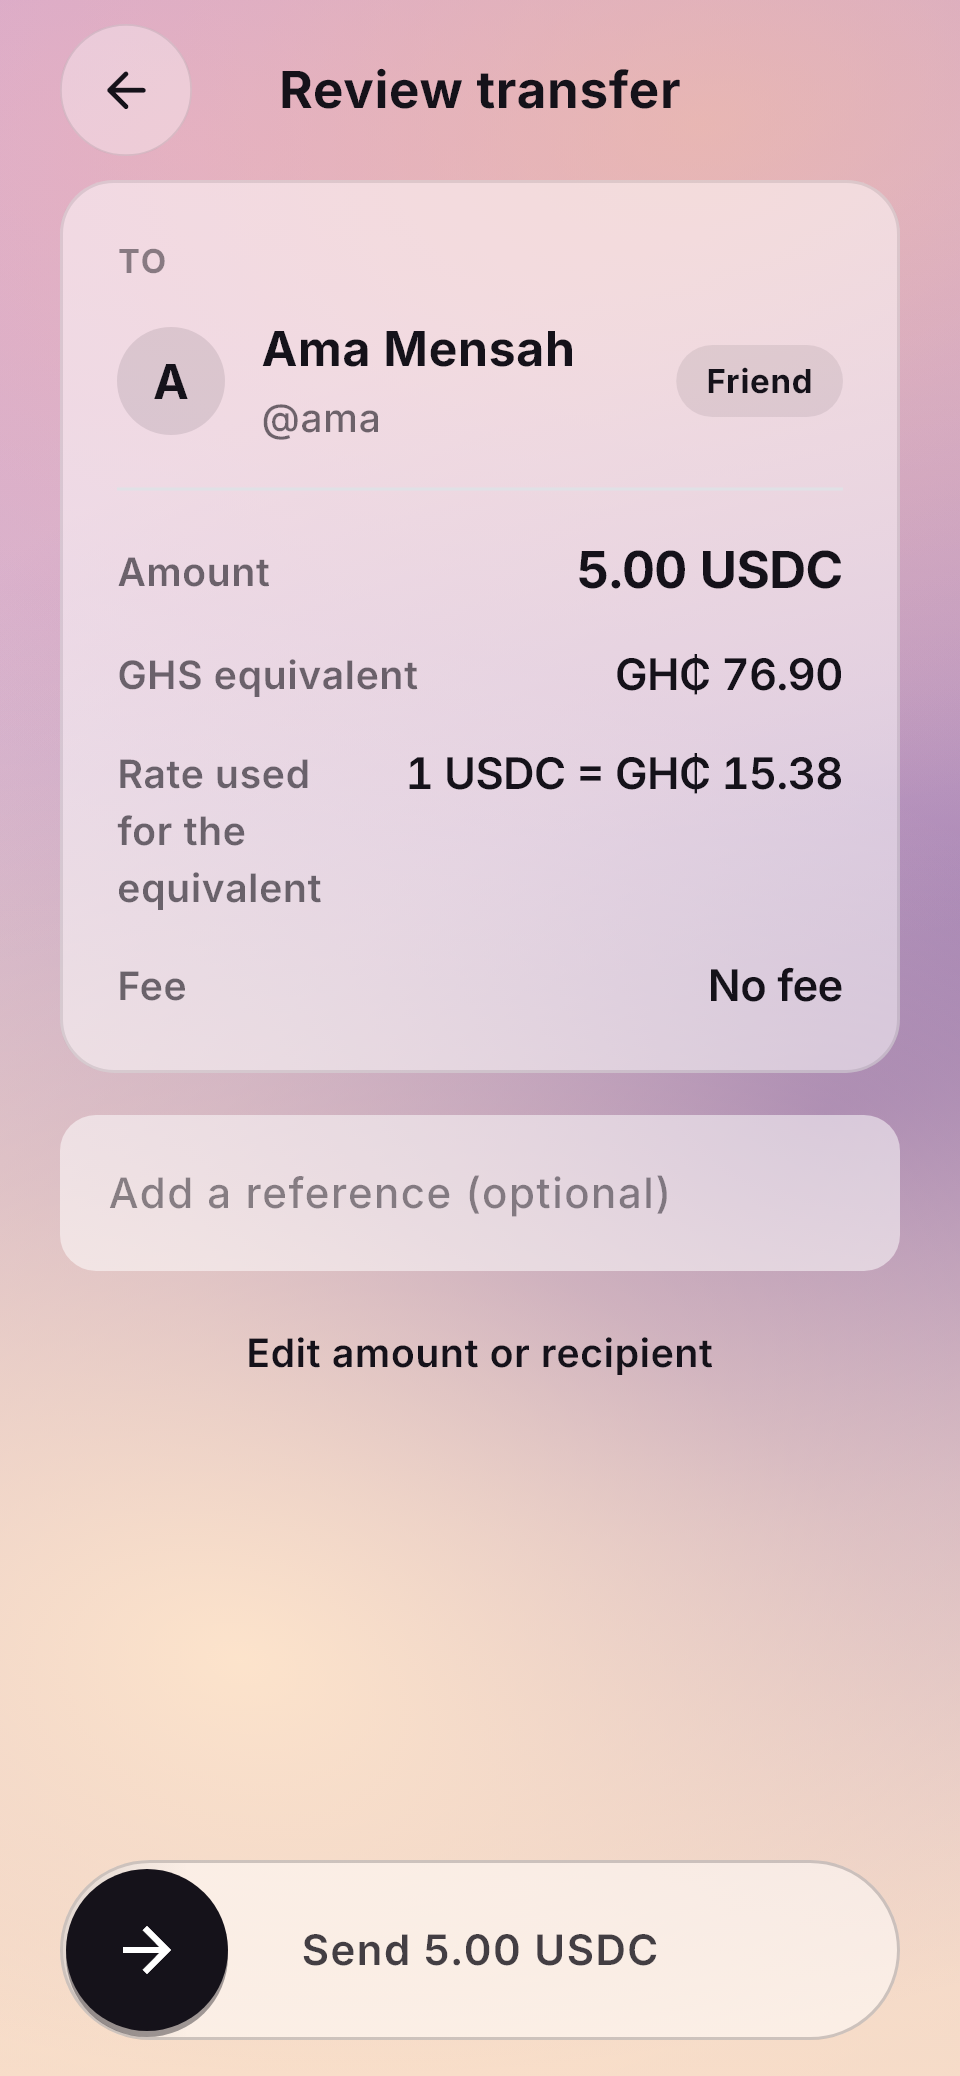 Review transfer
TO
A
Ama Mensah
@ama
Friend
Amount
5.00 USDC
GHS equivalent
GH₵ 76.90
Rate used
for the
equivalent
1 USDC = GH₵ 15.38
Fee
No fee
Add a reference (optional)
Edit amount or recipient
Send 5.00 USDC